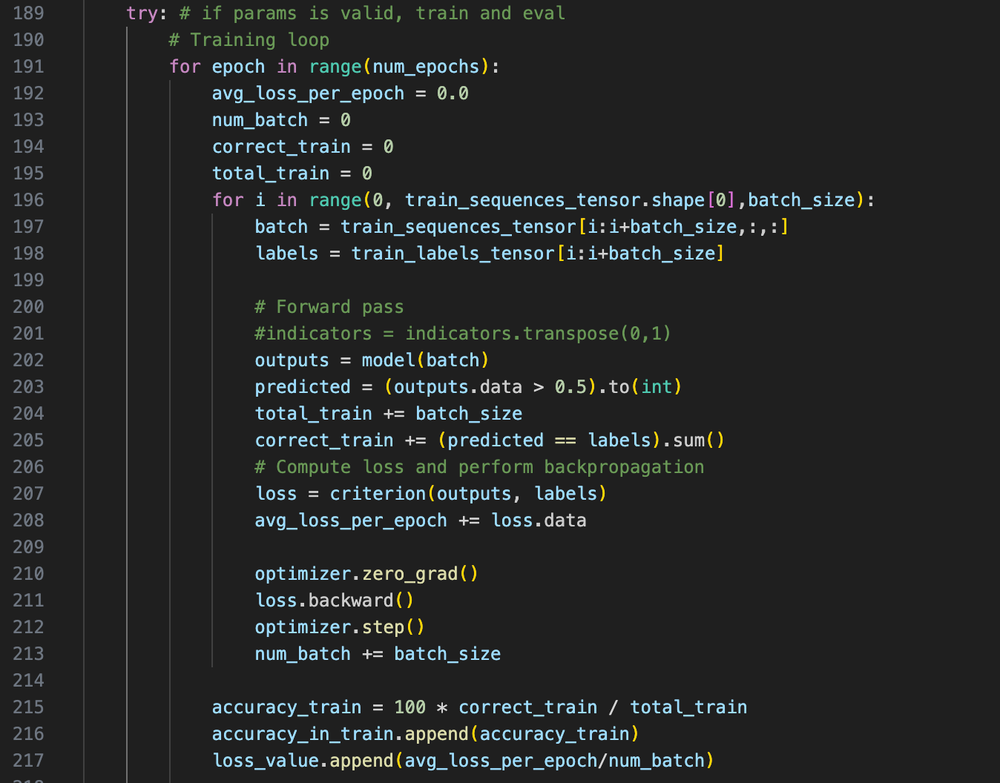 189 try: # if params is valid, train and eval
190 # Training loop
191 for epoch in range(num_epochs):
192 avg_loss_per_epoch = 0.0
193 num_batch = 0
194 correct_train = 0
195 total_train = 0
196 for i in range(0, train_sequences_tensor.shape[0],batch_size):
197 batch = train_sequences_tensor[i:i+batch_size,:,:]
198 labels = train_labels_tensor[i:i+batch_size]
199
200 # Forward pass
201 #indicators = indicators.transpose(0,1)
202 outputs = model(batch)
203 predicted = (outputs.data > 0.5).to(int)
204 total_train += batch_size
205 correct_train += (predicted == labels).sum()
206 # Compute loss and perform backpropagation
207 loss = criterion(outputs, labels)
208 avg_loss_per_epoch += loss.data
209
210 optimizer.zero_grad()
211 loss.backward()
212 optimizer.step()
213 num_batch += batch_size
214
215 accuracy_train = 100 * correct_train / total_train
216 accuracy_in_train.append(accuracy_train)
217 loss_value.append(avg_loss_per_epoch/num_batch)